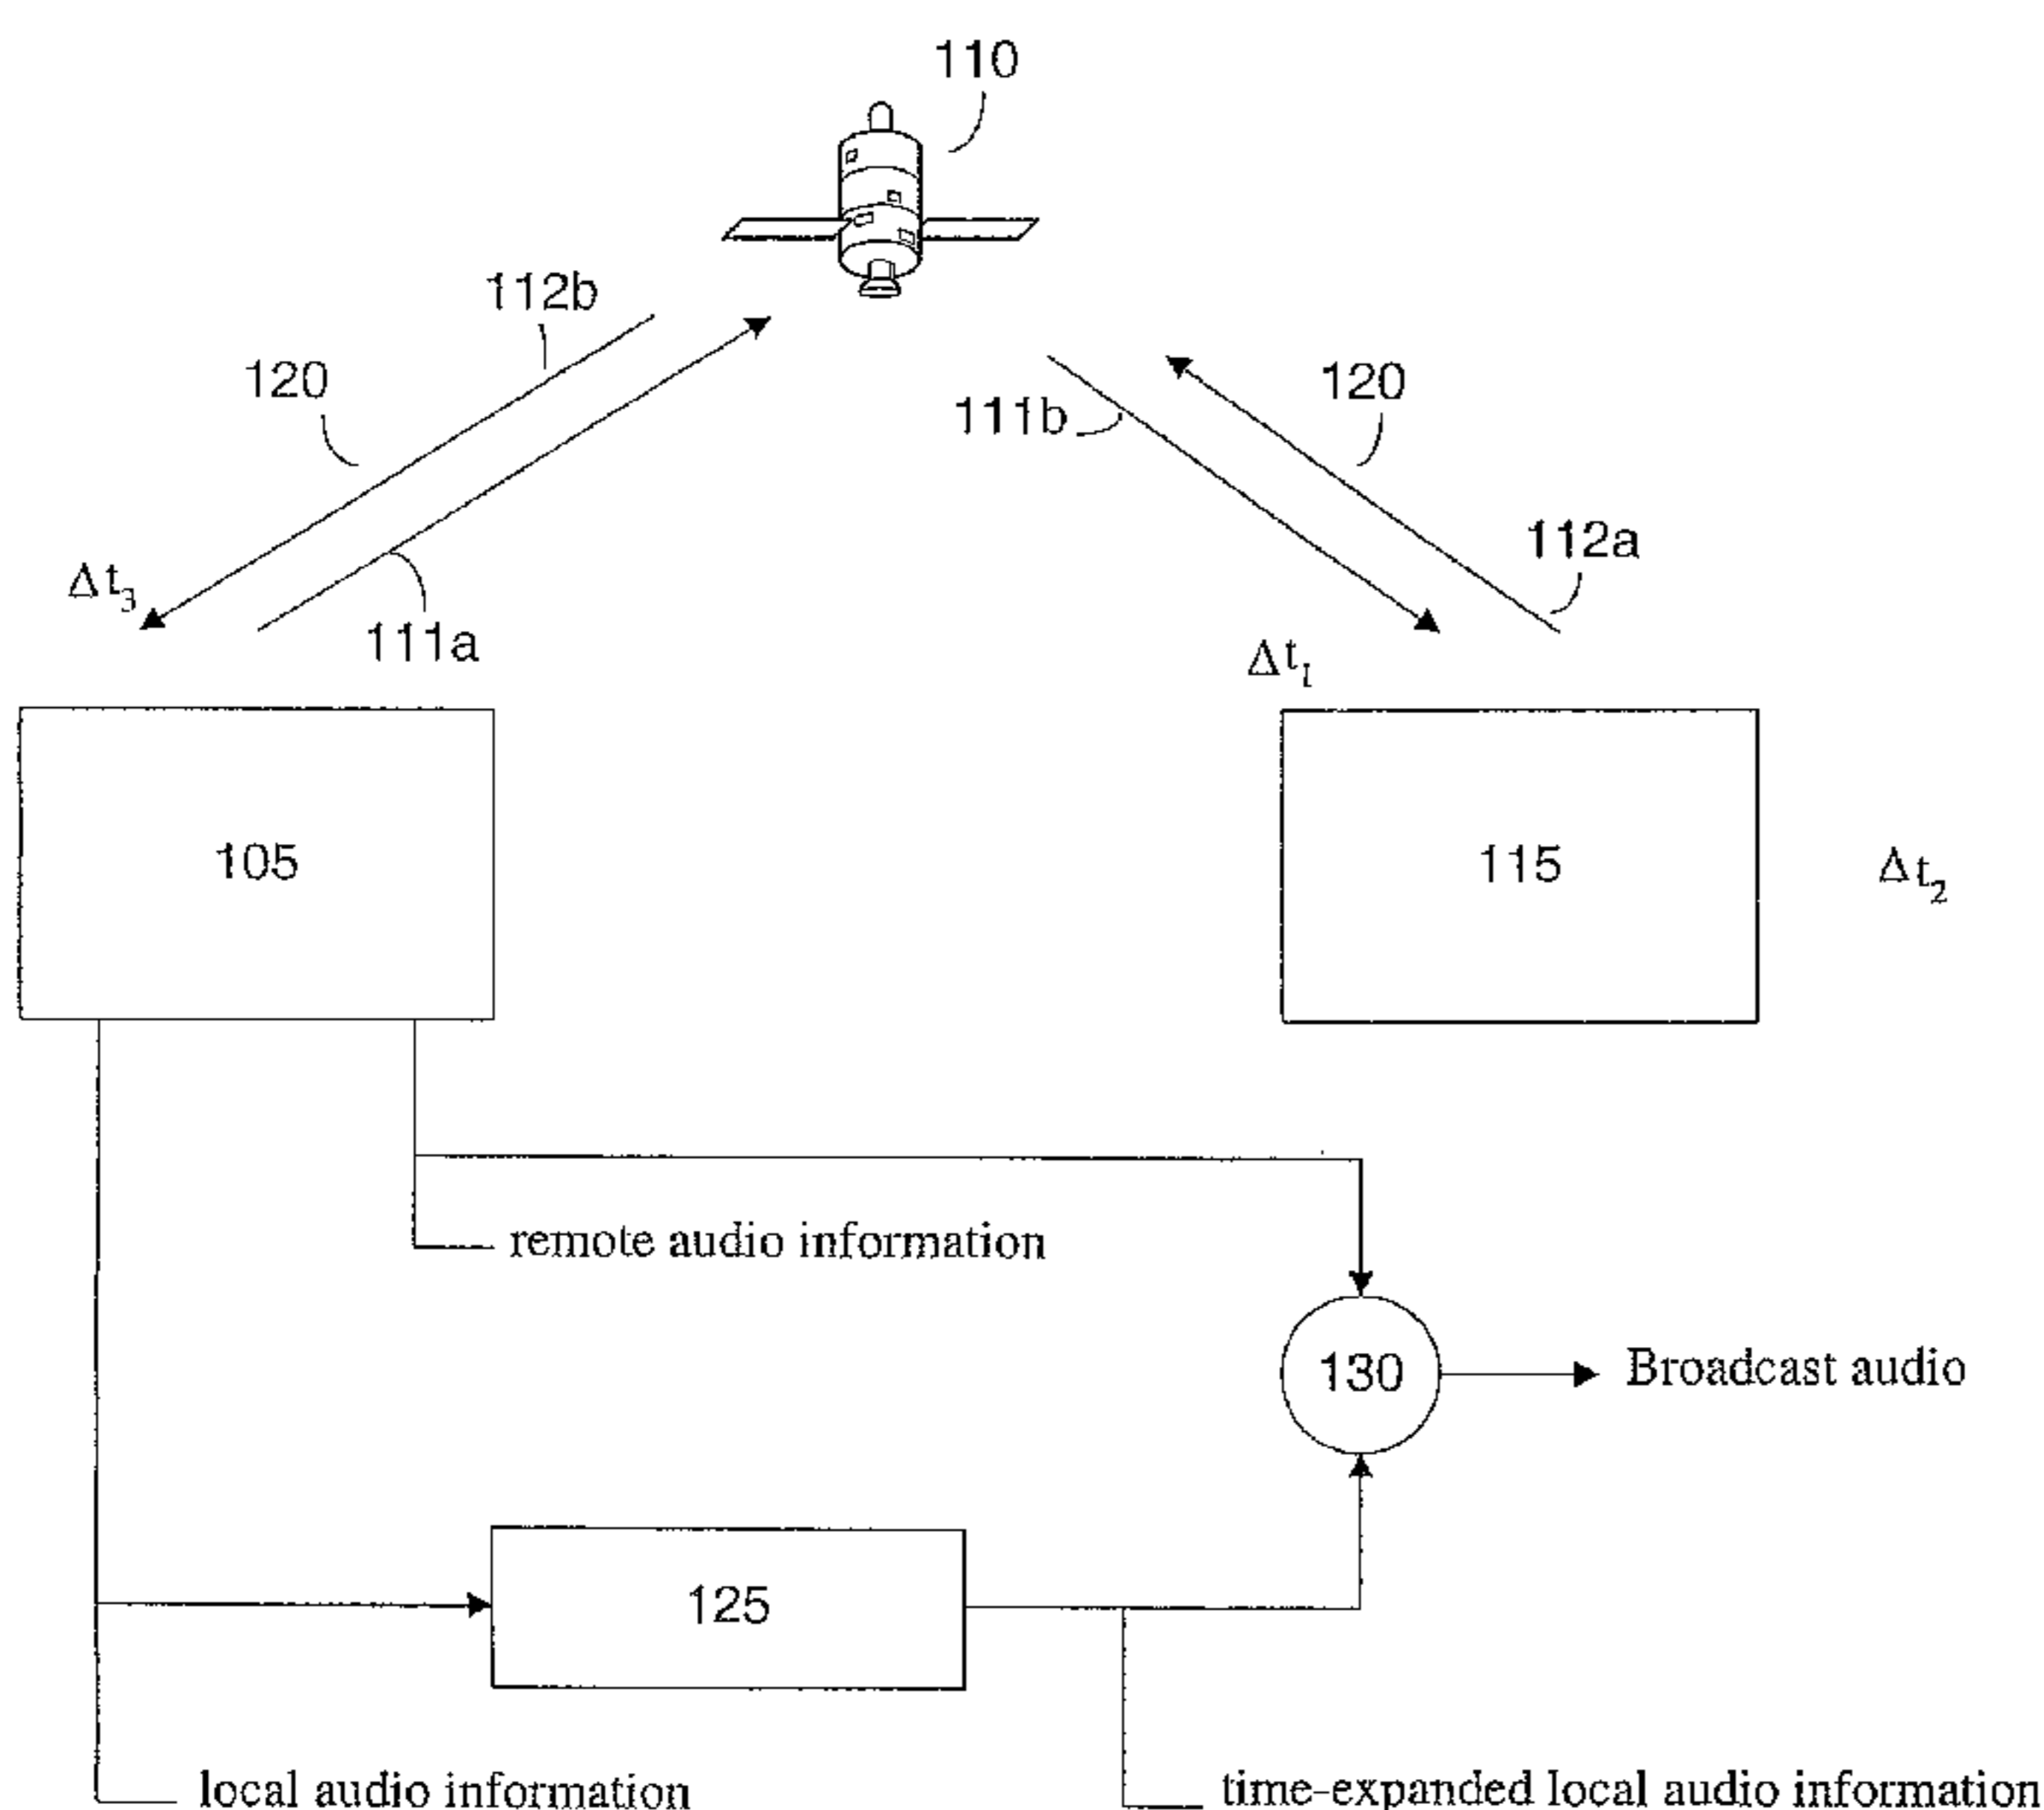 110
112b
120
120
111b
112a
Δt3
111a
Δt1
105
115
Δt2
remote audio information
130
Broadcast audio
125
local audio information
time-expanded local audio information